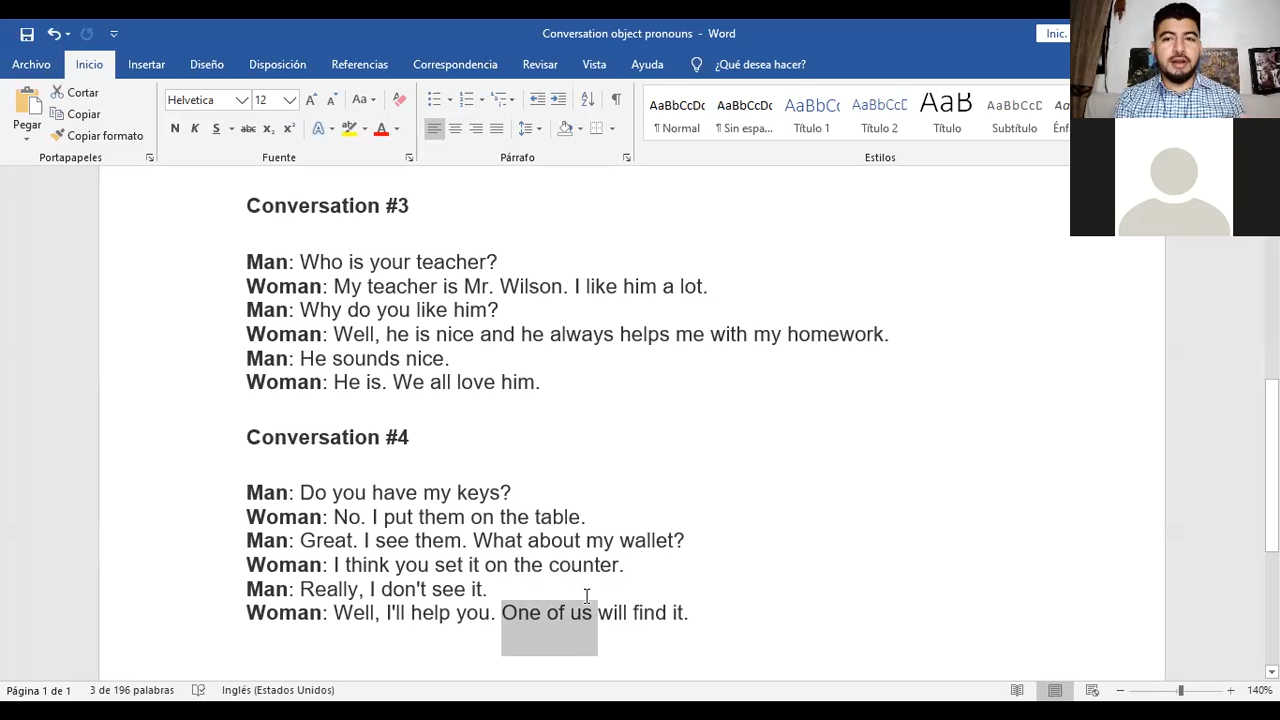 Conversation object pronouns - Word
Inic.
Archivo Inicio Insertar Diseño Disposición Referencias Correspondencia Revisar Vista Ayuda ¿Qué desea hacer?
Pegar
Cortar
Copiar
Copiar formato
Portapapeles
Helvetica 12
N K S abc x₂ x²
Fuente
Párrafo
AaBbCcDc AaBbCcDc AaBbCc AaBbCcD AaB AaBbCcD
¶ Normal ¶ Sin espa... Título 1 Título 2 Título Subtítulo
Estilos
Conversation #3
Man: Who is your teacher?
Woman: My teacher is Mr. Wilson. I like him a lot.
Man: Why do you like him?
Woman: Well, he is nice and he always helps me with my homework.
Man: He sounds nice.
Woman: He is. We all love him.
Conversation #4
Man: Do you have my keys?
Woman: No. I put them on the table.
Man: Great. I see them. What about my wallet?
Woman: I think you set it on the counter.
Man: Really, I don't see it.
Woman: Well, I'll help you. One of us will find it.
Página 1 de 1 3 de 196 palabras Inglés (Estados Unidos) 140%